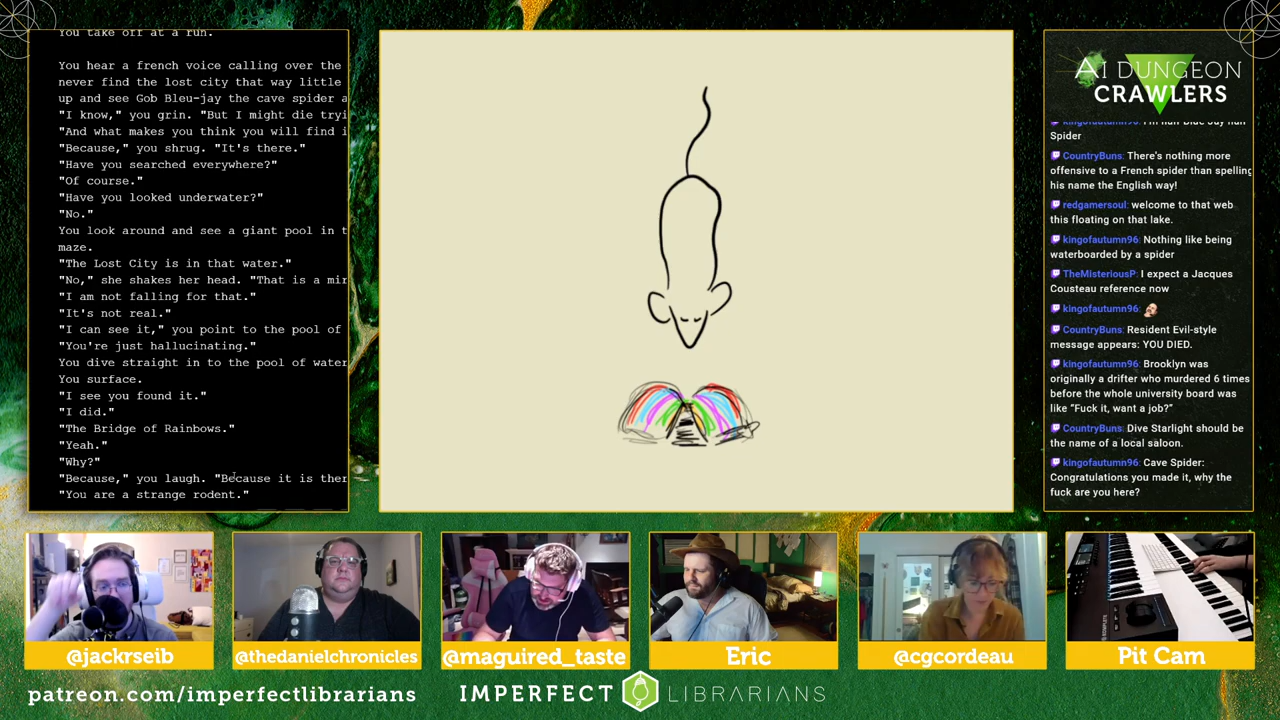 You take off at a run.
You hear a french voice calling over the
never find the lost city that way little
up and see Gob Bleu-jay the cave spider a
"I know," you grin. "But I might die tryi
"And what makes you think you will find i
"Because," you shrug. "It's there."
"Have you searched everywhere?"
"Of course."
"Have you looked underwater?"
"No."
You look around and see a giant pool in t
maze.
"The Lost City is in that water."
"No," she shakes her head. "That is a mir
"I am not falling for that."
"It's not real."
"I can see it," you point to the pool of
"You're just hallucinating."
You dive straight in to the pool of water
You surface.
"I see you found it."
"I did."
"The Bridge of Rainbows."
"Yeah."
"Why?"
"Because," you laugh. "Because it is ther
"You are a strange rodent."
AI DUNGEON
CRAWLERS
Spider
CountryBuns: There's nothing more
offensive to a French spider than spelling
his name the English way!
redgamersoul: welcome to that web
this floating on that lake.
kingofautumn96: Nothing like being
waterboarded by a spider
TheMisteriousP: I expect a Jacques
Cousteau reference now
kingofautumn96:
CountryBuns: Resident Evil-style
message appears: YOU DIED.
kingofautumn96: Brooklyn was
originally a drifter who murdered 6 times
before the whole university board was
like "Fuck it, want a job?"
CountryBuns: Dive Starlight should be
the name of a local saloon.
kingofautumn96: Cave Spider:
Congratulations you made it, why the
fuck are you here?
@jackrseib
@thedanielchronicles
@maguired_taste
Eric
@cgcordeau
Pit Cam
patreon.com/imperfectlibrarians
IMPERFECT LIBRARIANS